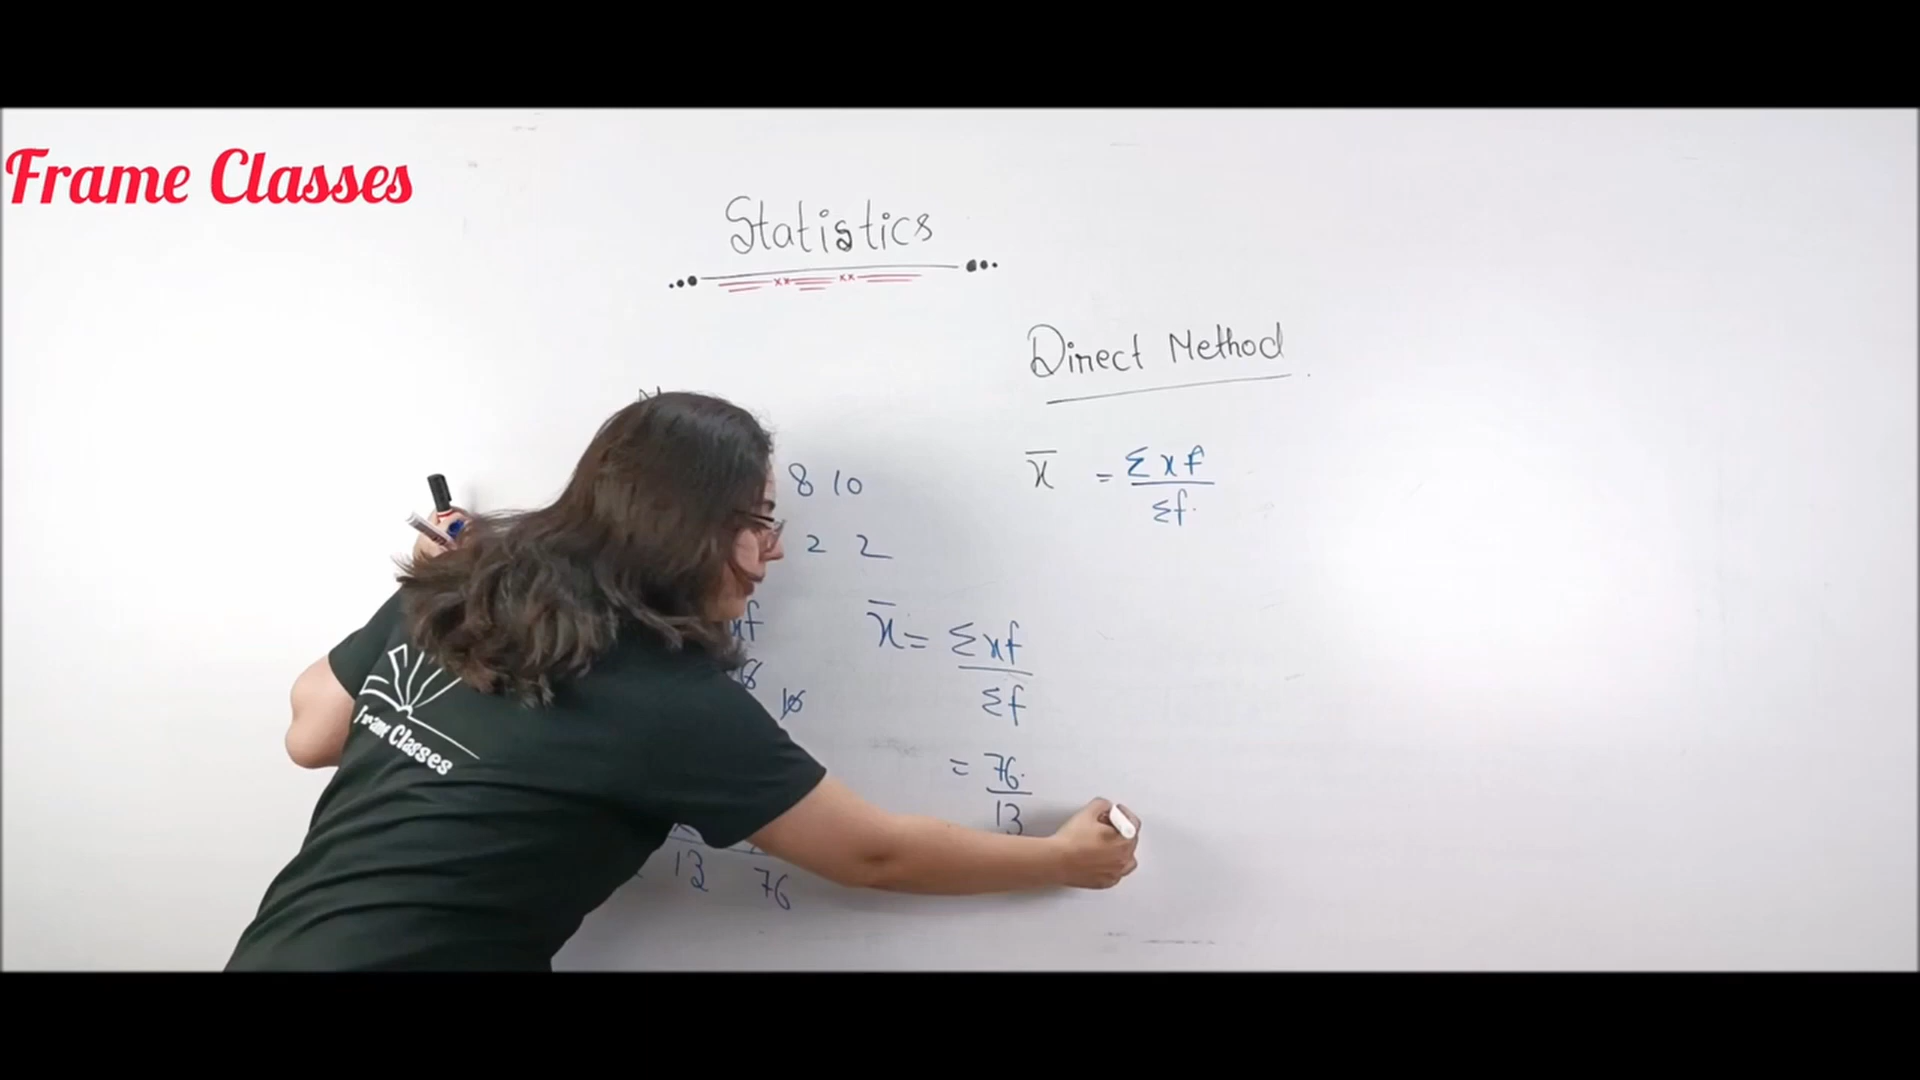 Frame Classes
Statistics
Direct Method
x̄ = Σxf
Σf
8 10
2 2
xf
x̄ = Σxf
Σf
= 76
13
13 76
Frame Classes